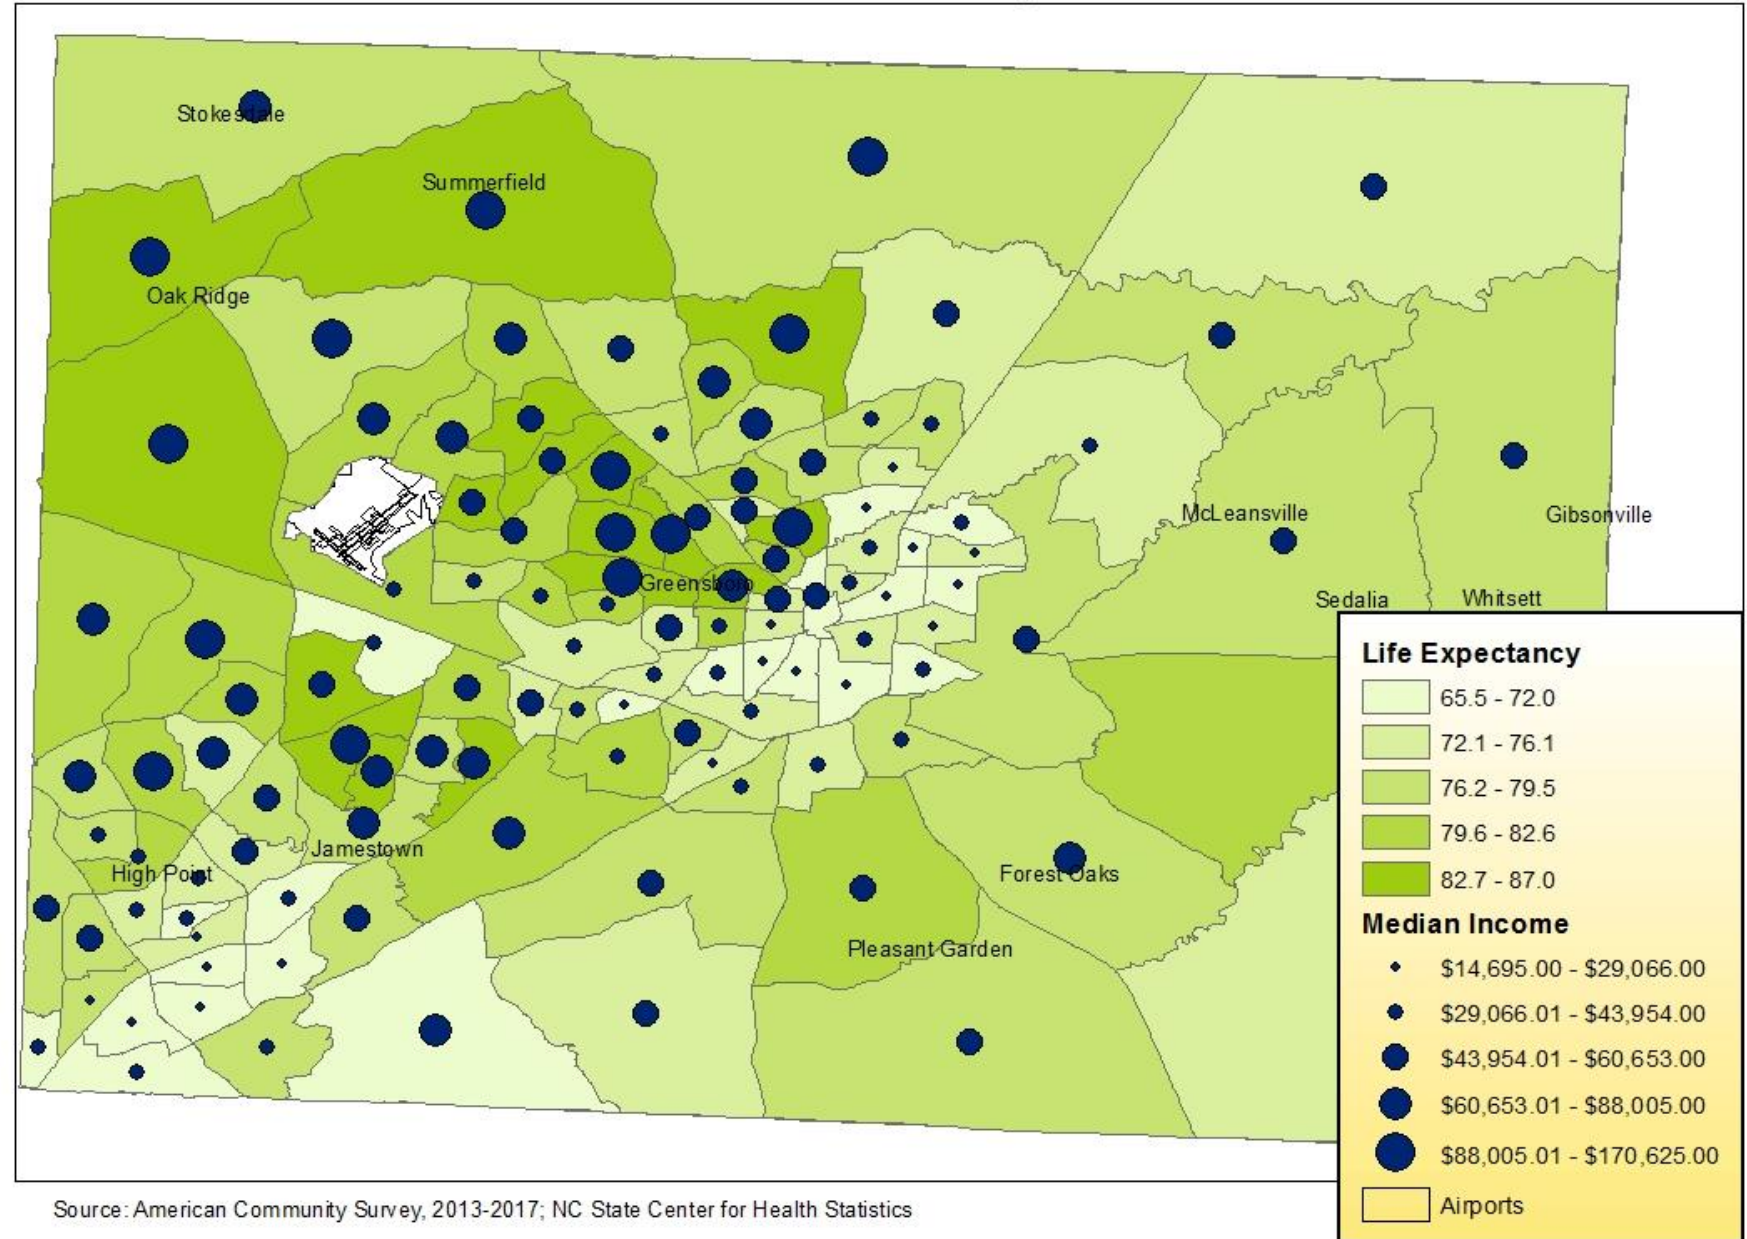 Stokesdale
Summerfield
Oak Ridge
McLeansville
Gibsonville
Greensboro
Sedalia
Whitsett
Jamestown
High Point
Forest Oaks
Pleasant Garden
Life Expectancy
65.5 - 72.0
72.1 - 76.1
76.2 - 79.5
79.6 - 82.6
82.7 - 87.0
Median Income
$14,695.00 - $29,066.00
$29,066.01 - $43,954.00
$43,954.01 - $60,653.00
$60,653.01 - $88,005.00
$88,005.01 - $170,625.00
Airports
Source: American Community Survey, 2013-2017; NC State Center for Health Statistics